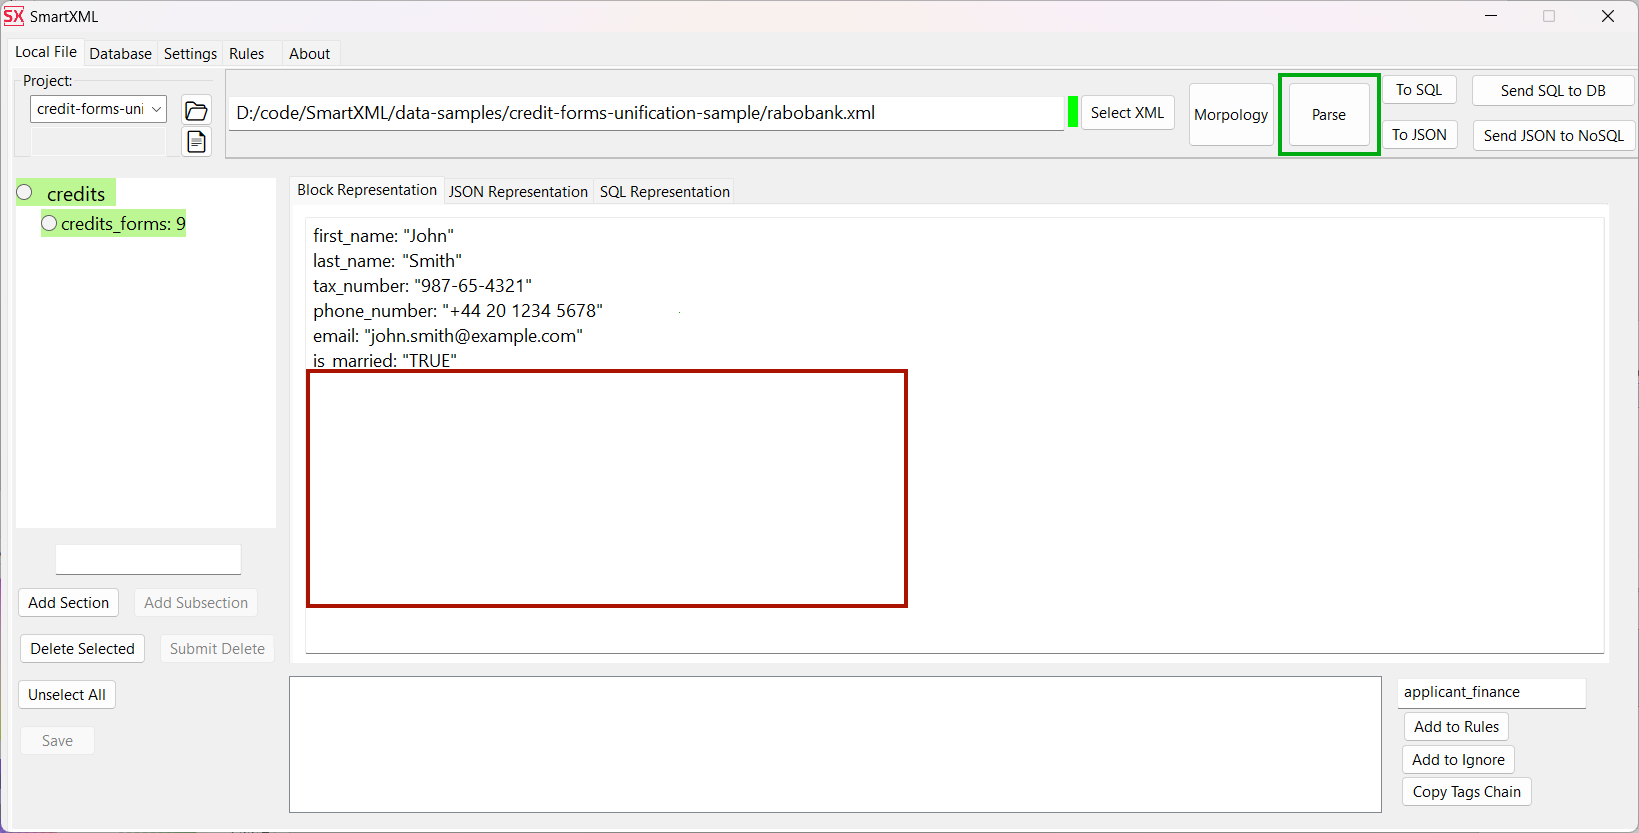 SX SmartXML
Local File Database Settings Rules About
Project:
credit-forms-uni
D:/code/SmartXML/data-samples/credit-forms-unification-sample/rabobank.xml
Select XML
Morpology
Parse
To SQL
Send SQL to DB
To JSON
Send JSON to NoSQL
credits
credits_forms: 9
Block Representation JSON Representation SQL Representation
first_name: "John"
last_name: "Smith"
tax_number: "987-65-4321"
phone_number: "+44 20 1234 5678"
email: "john.smith@example.com"
is_married: "TRUE"
Add Section Add Subsection
Delete Selected Submit Delete
Unselect All
Save
applicant_finance
Add to Rules
Add to Ignore
Copy Tags Chain